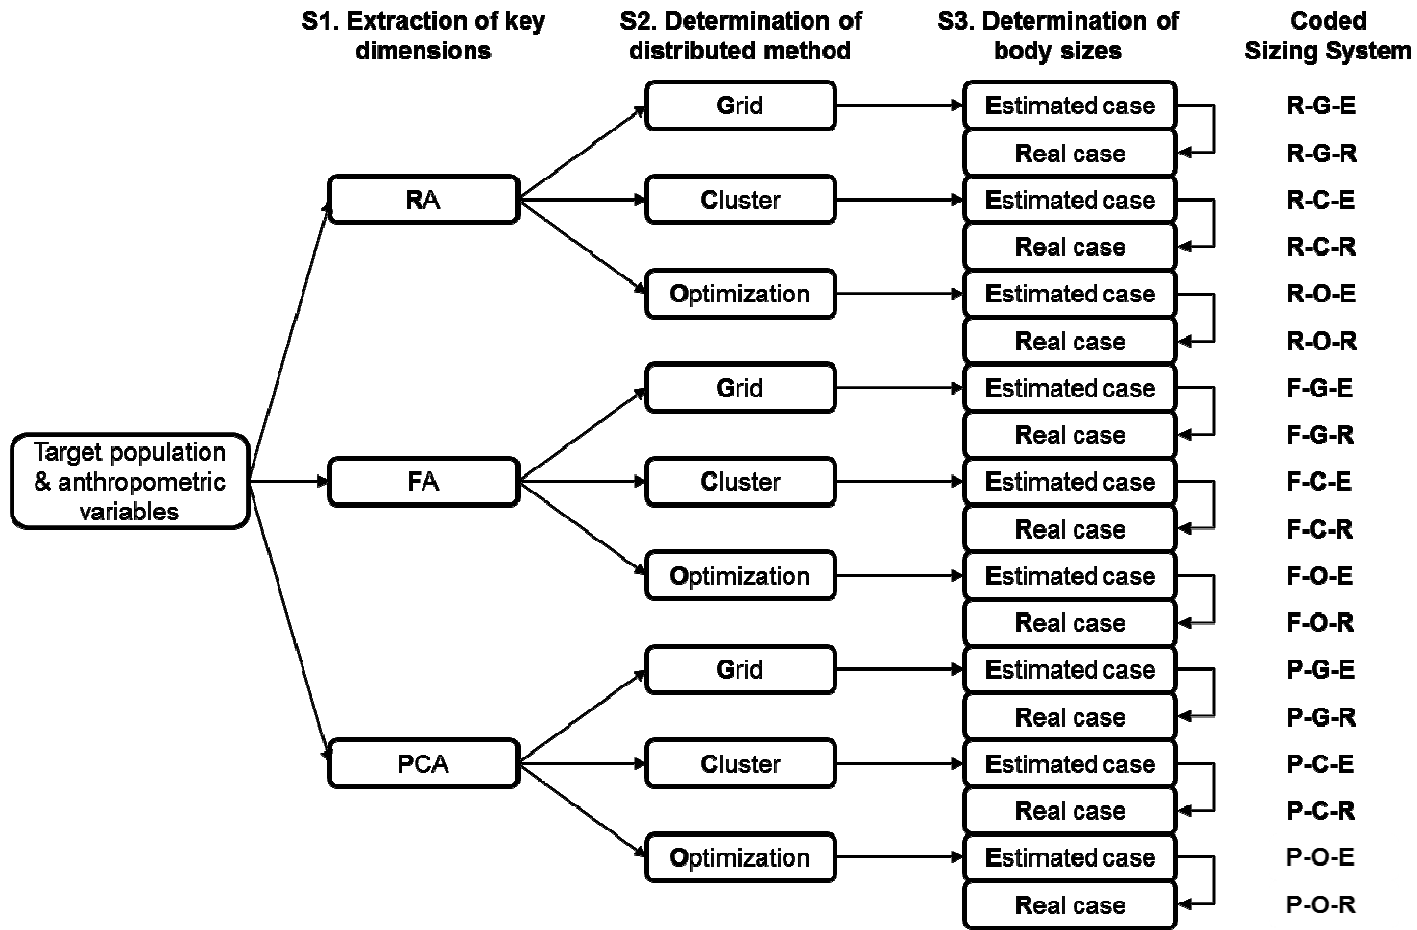 S1. Extraction of key
dimensions
S2. Determination of
distributed method
S3. Determination of
body sizes
Coded
Sizing System
Target population
& anthropometric
variables
RA
FA
PCA
Grid
Cluster
Optimization
Grid
Cluster
Optimization
Grid
Cluster
Optimization
Estimated case
Real case
Estimated case
Real case
Estimated case
Real case
Estimated case
Real case
Estimated case
Real case
Estimated case
Real case
Estimated case
Real case
Estimated case
Real case
Estimated case
Real case
R-G-E
R-G-R
R-C-E
R-C-R
R-O-E
R-O-R
F-G-E
F-G-R
F-C-E
F-C-R
F-O-E
F-O-R
P-G-E
P-G-R
P-C-E
P-C-R
P-O-E
P-O-R